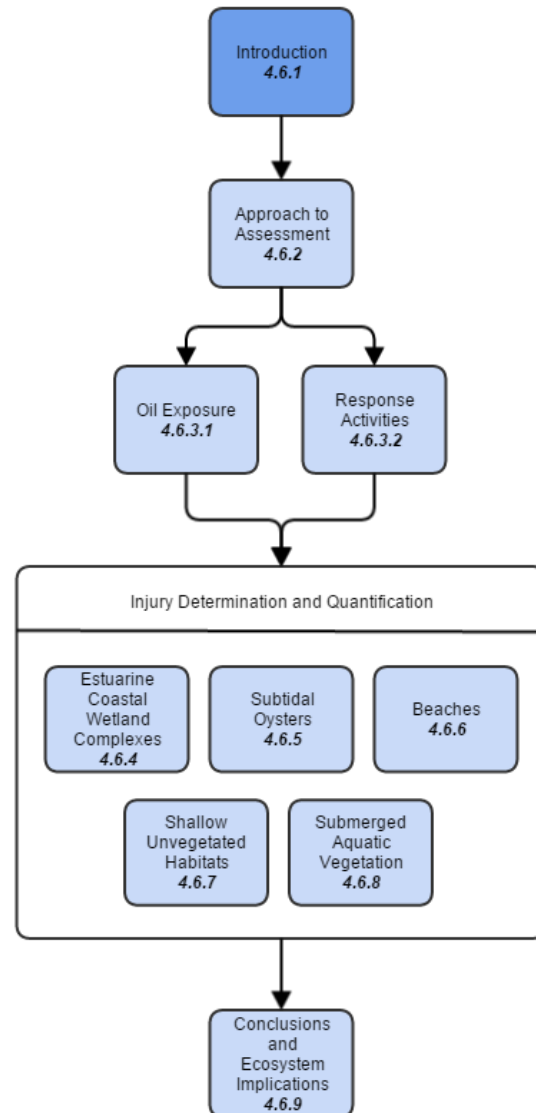 Introduction
4.6.1
Approach to
Assessment
4.6.2
Oil Exposure
4.6.3.1
Response
Activities
4.6.3.2
Injury Determination and Quantification
Estuarine
Coastal
Wetland
Complexes
4.6.4
Subtidal
Oysters
4.6.5
Beaches
4.6.6
Shallow
Unvegetated
Habitats
4.6.7
Submerged
Aquatic
Vegetation
4.6.8
Conclusions
and
Ecosystem
Implications
4.6.9